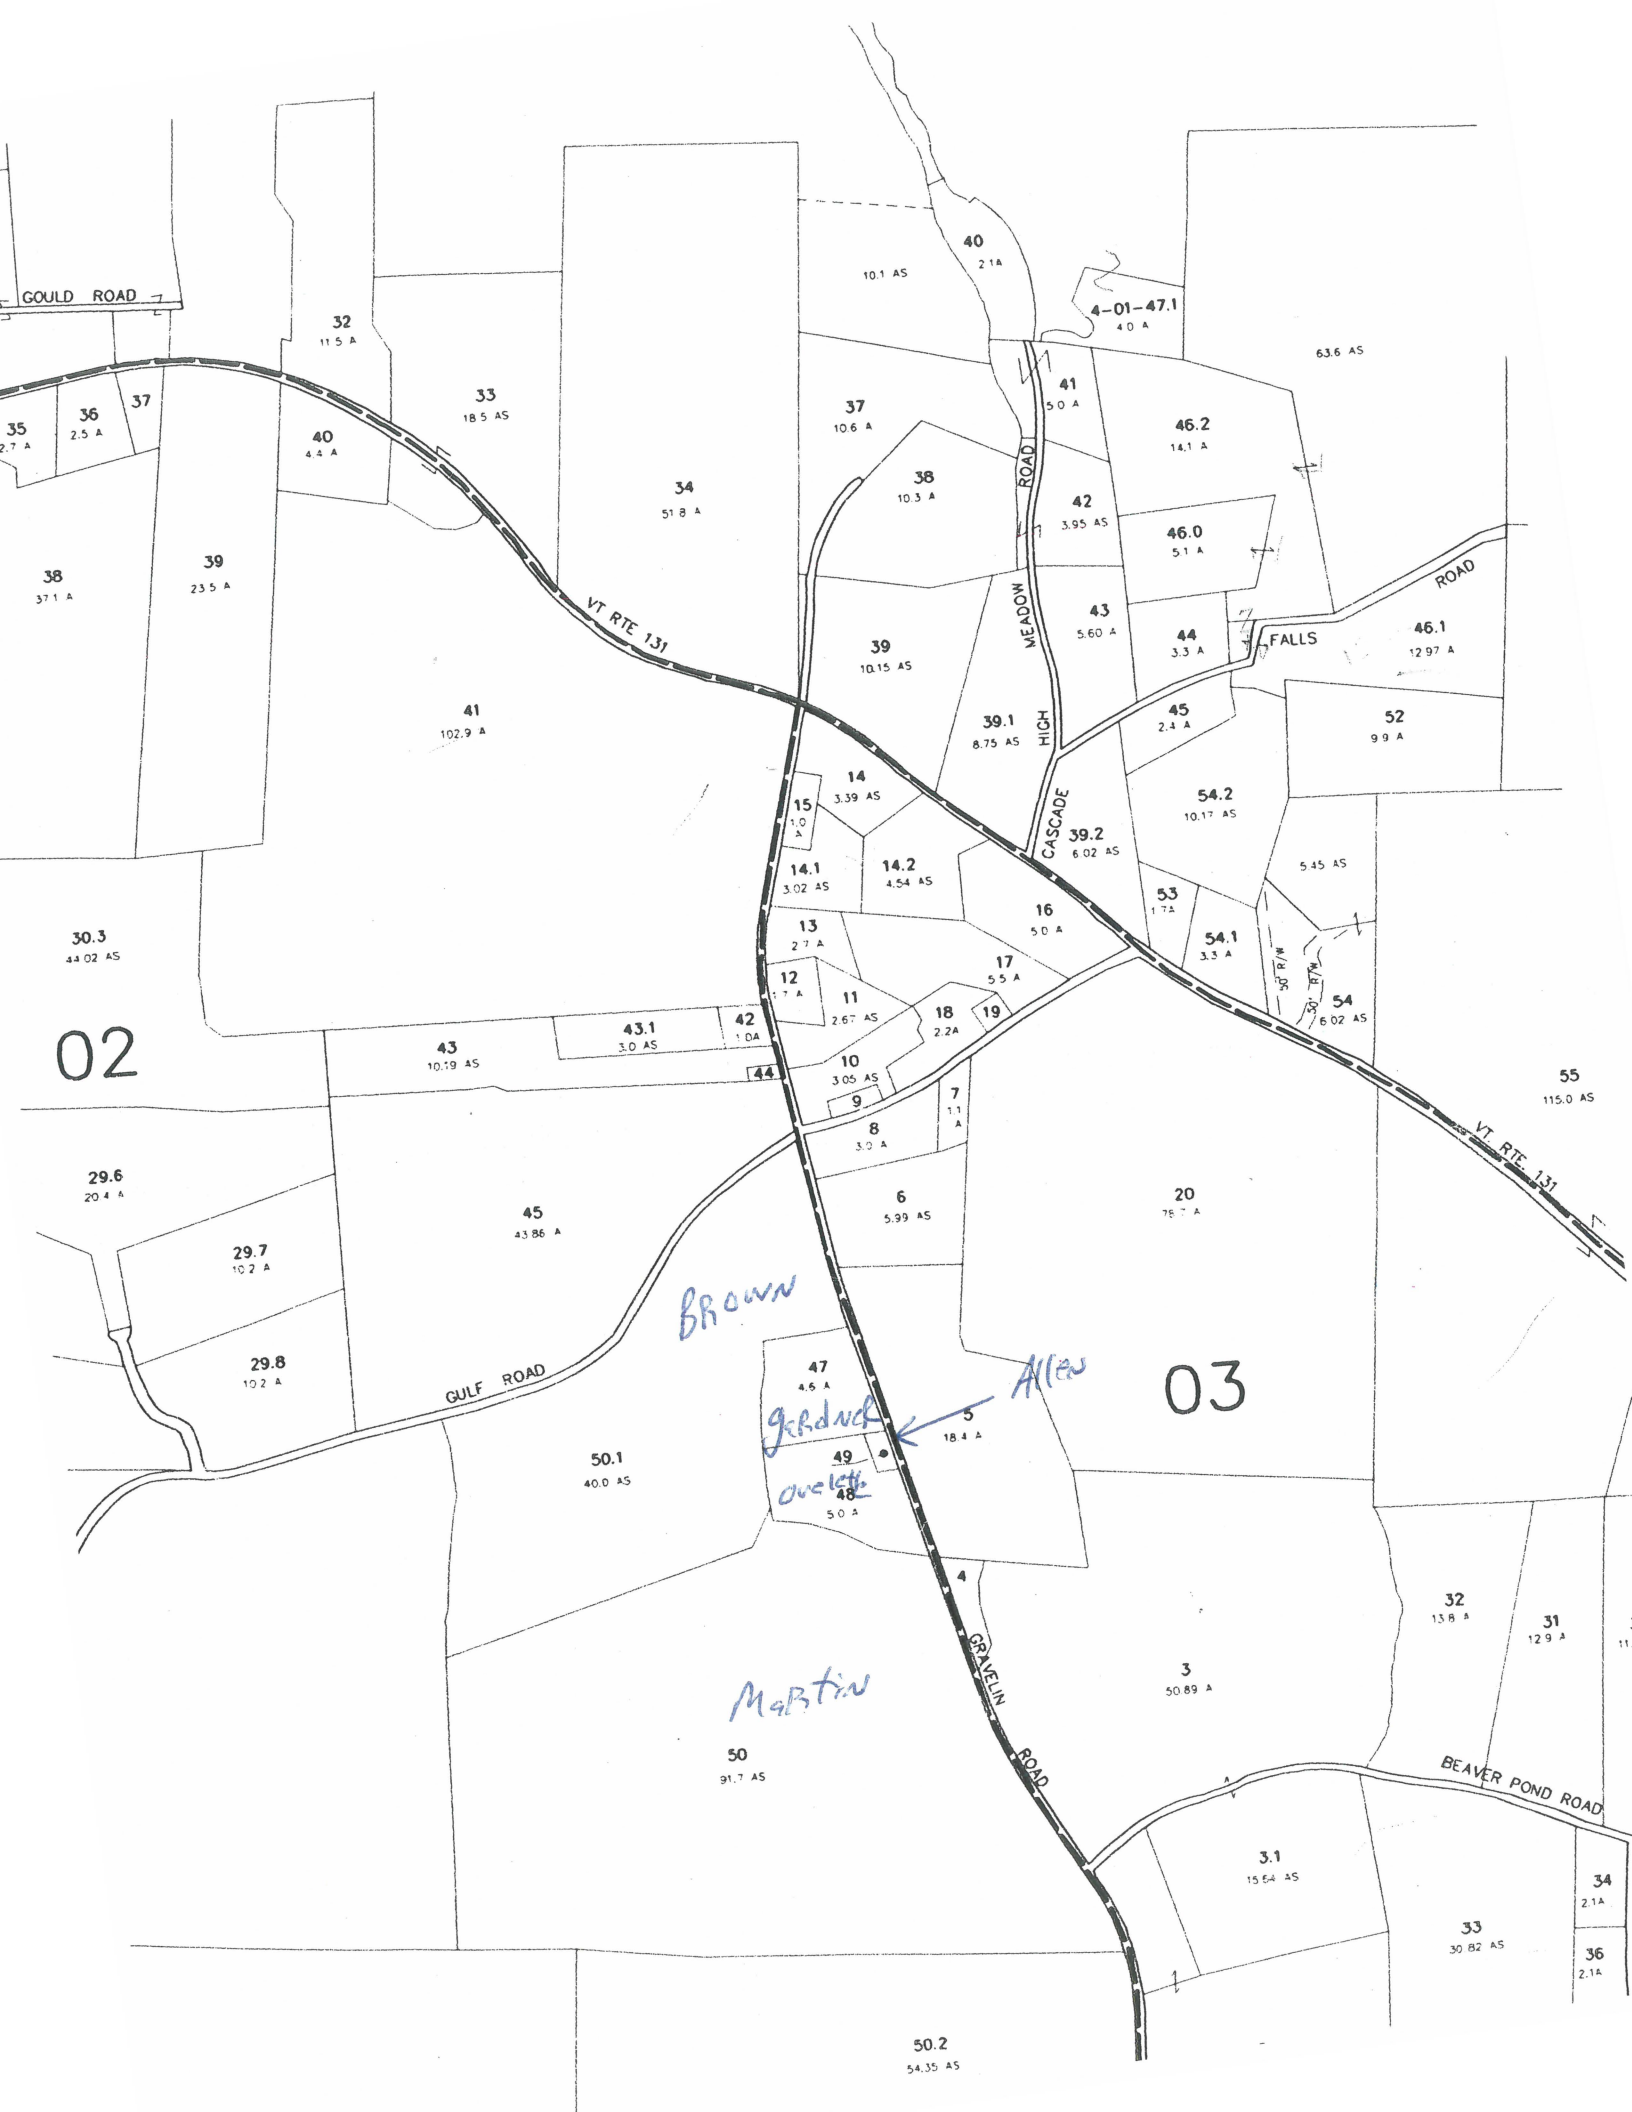 40
2.1A
10.1 AS
4-01-47.1
4.0 A
GOULD ROAD
32
11.5 A
63.6 AS
33
18.5 AS
41
5.0 A
35
2.7 A
36
2.5 A
37
40
4.4 A
37
10.6 A
46.2
14.1 A
34
51.8 A
38
10.3 A
ROAD
42
3.95 AS
46.0
5.1 A
38
37.1 A
39
23.5 A
ROAD
VT RTE 131
MEADOW
43
5.60 A
44
3.3 A
FALLS
46.1
12.97 A
39
10.15 AS
41
102.9 A
39.1
8.75 AS
HIGH
45
2.4 A
52
9.9 A
14
3.39 AS
15
1.0
A
CASCADE
39.2
6.02 AS
54.2
10.17 AS
5.45 AS
14.1
3.02 AS
14.2
4.54 AS
53
1.7A
16
5.0 A
54.1
3.3 A
30.3
44.02 AS
13
2.7 A
17
5.5 A
50' R/W
50' R/W
12
1.7 A
11
2.67 AS
54
6.02 AS
02
43
10.19 AS
43.1
3.0 AS
42
1.0A
18
2.2A
19
44
10
3.05 AS
9
7
1.1
A
8
3.0 A
55
115.0 AS
VT. RTE. 131
29.6
20.4 A
6
5.99 AS
20
78.7 A
45
43.86 A
29.7
10.2 A
BROWN
29.8
10.2 A
GULF ROAD
47
4.6 A
Allen
03
gardner
5
18.4 A
50.1
40.0 AS
49
48
5.0 A
4
32
13.8 A
31
12.9 A
GRAVELIN
ROAD
3
50.89 A
Martin
50
91.7 AS
BEAVER POND ROAD
3.1
15.64 AS
34
2.1A
33
30.82 AS
36
2.1A
50.2
54.35 AS